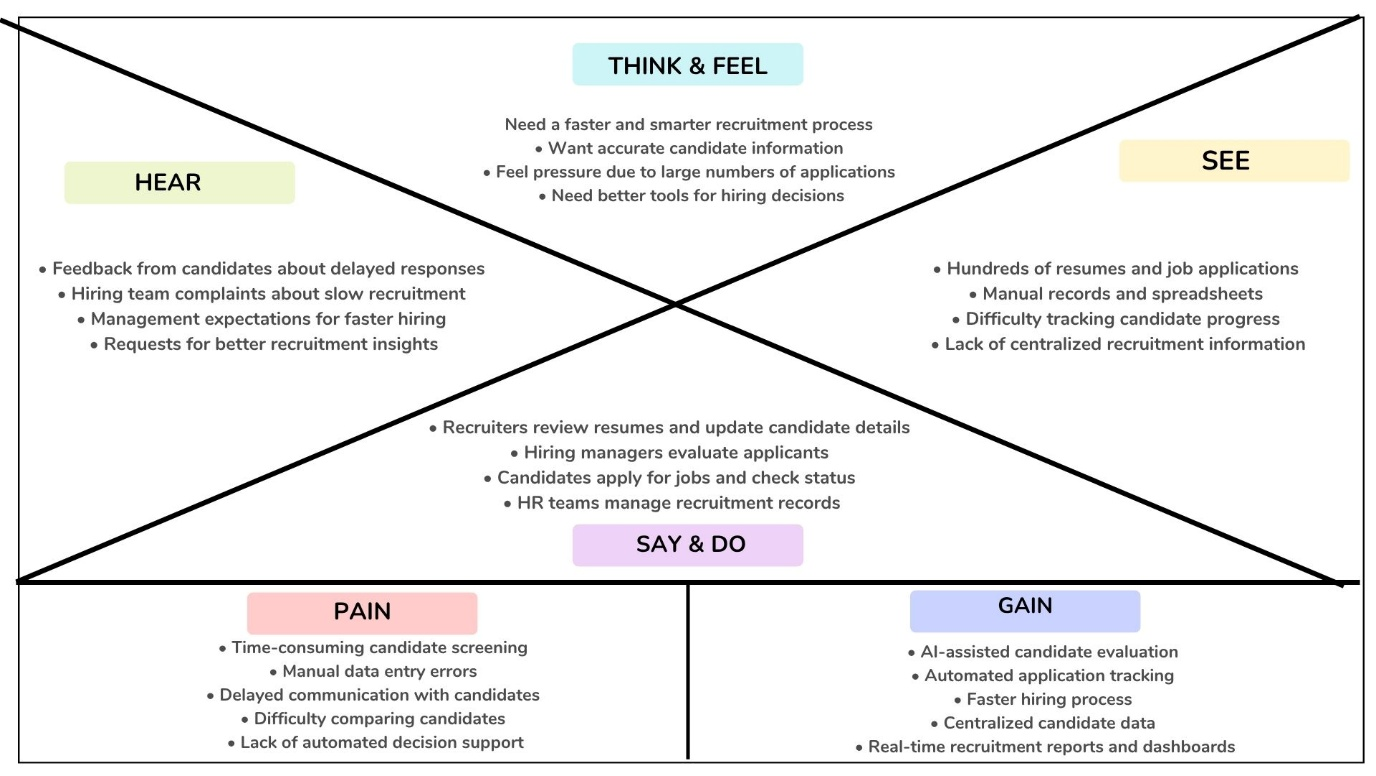 THINK & FEEL
Need a faster and smarter recruitment process
• Want accurate candidate information
• Feel pressure due to large numbers of applications
• Need better tools for hiring decisions
HEAR
• Feedback from candidates about delayed responses
• Hiring team complaints about slow recruitment
• Management expectations for faster hiring
• Requests for better recruitment insights
SEE
• Hundreds of resumes and job applications
• Manual records and spreadsheets
• Difficulty tracking candidate progress
• Lack of centralized recruitment information
• Recruiters review resumes and update candidate details
• Hiring managers evaluate applicants
• Candidates apply for jobs and check status
• HR teams manage recruitment records
SAY & DO
PAIN
• Time-consuming candidate screening
• Manual data entry errors
• Delayed communication with candidates
• Difficulty comparing candidates
• Lack of automated decision support
GAIN
• AI-assisted candidate evaluation
• Automated application tracking
• Faster hiring process
• Centralized candidate data
• Real-time recruitment reports and dashboards